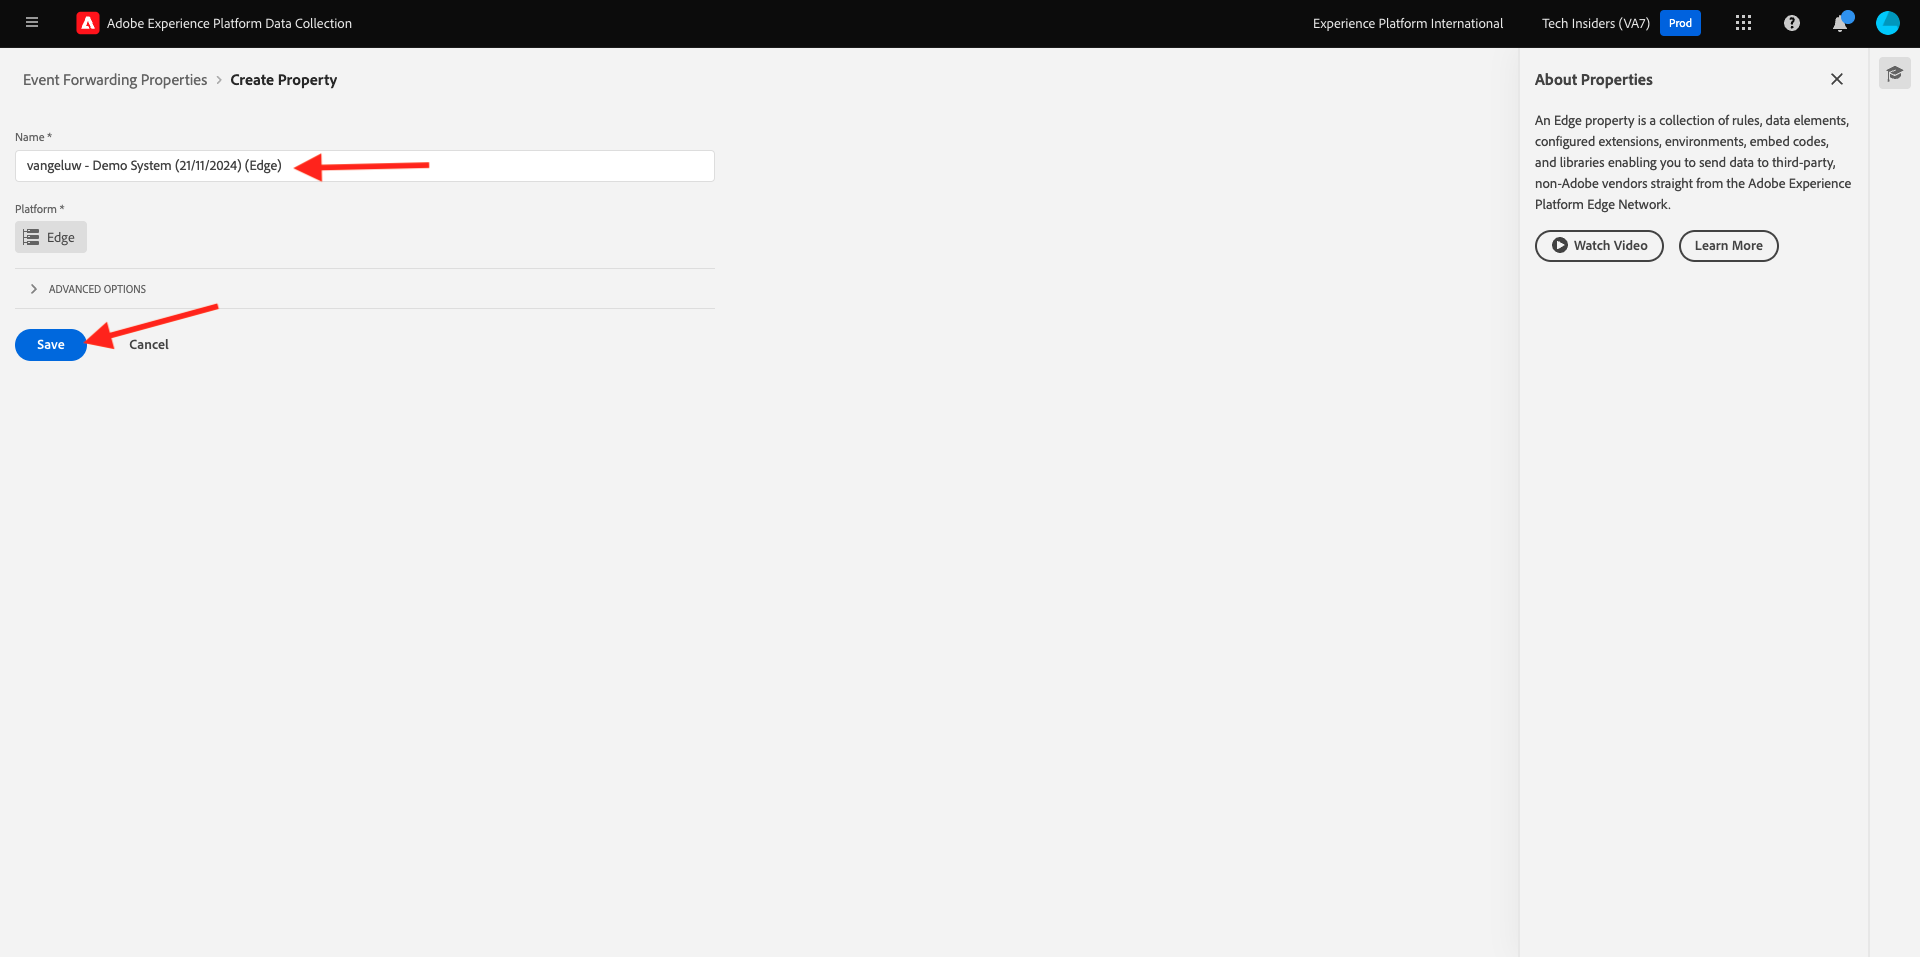 Adobe Experience Platform Data Collection
Experience Platform International
Tech Insiders (VA7)
Prod
Event Forwarding Properties > Create Property
Name *
vangeluw - Demo System (21/11/2024) (Edge)
Platform *
Edge
ADVANCED OPTIONS
Save
Cancel
About Properties
An Edge property is a collection of rules, data elements,
configured extensions, environments, embed codes,
and libraries enabling you to send data to third-party,
non-Adobe vendors straight from the Adobe Experience
Platform Edge Network.
Watch Video
Learn More